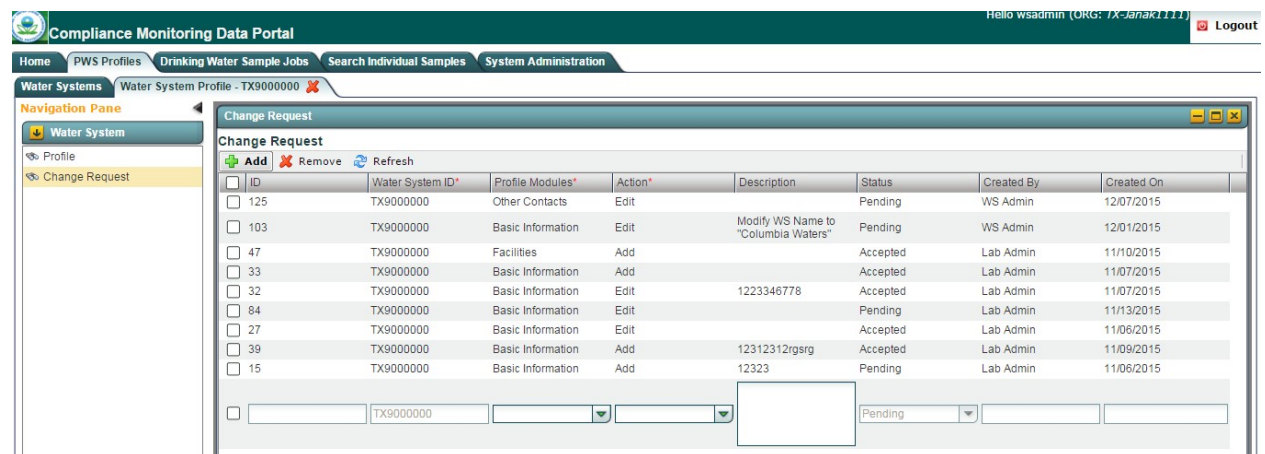 Hello wsadmin (ORG: TX-Janak1111)
Logout
Compliance Monitoring Data Portal
Home PWS Profiles Drinking Water Sample Jobs Search Individual Samples System Administration
Water Systems Water System Profile - TX9000000
Navigation Pane
Water System
Profile
Change Request
Change Request
Change Request
Add Remove Refresh
ID Water System ID* Profile Modules* Action* Description Status Created By Created On
125 TX9000000 Other Contacts Edit Pending WS Admin 12/07/2015
103 TX9000000 Basic Information Edit Modify WS Name to "Columbia Waters" Pending WS Admin 12/01/2015
47 TX9000000 Facilities Add Accepted Lab Admin 11/10/2015
33 TX9000000 Basic Information Add Accepted Lab Admin 11/07/2015
32 TX9000000 Basic Information Edit 1223346778 Accepted Lab Admin 11/07/2015
84 TX9000000 Basic Information Edit Pending Lab Admin 11/13/2015
27 TX9000000 Basic Information Edit Accepted Lab Admin 11/06/2015
39 TX9000000 Basic Information Add 12312312rgsrg Accepted Lab Admin 11/09/2015
15 TX9000000 Basic Information Add 12323 Pending Lab Admin 11/06/2015
TX9000000 Pending